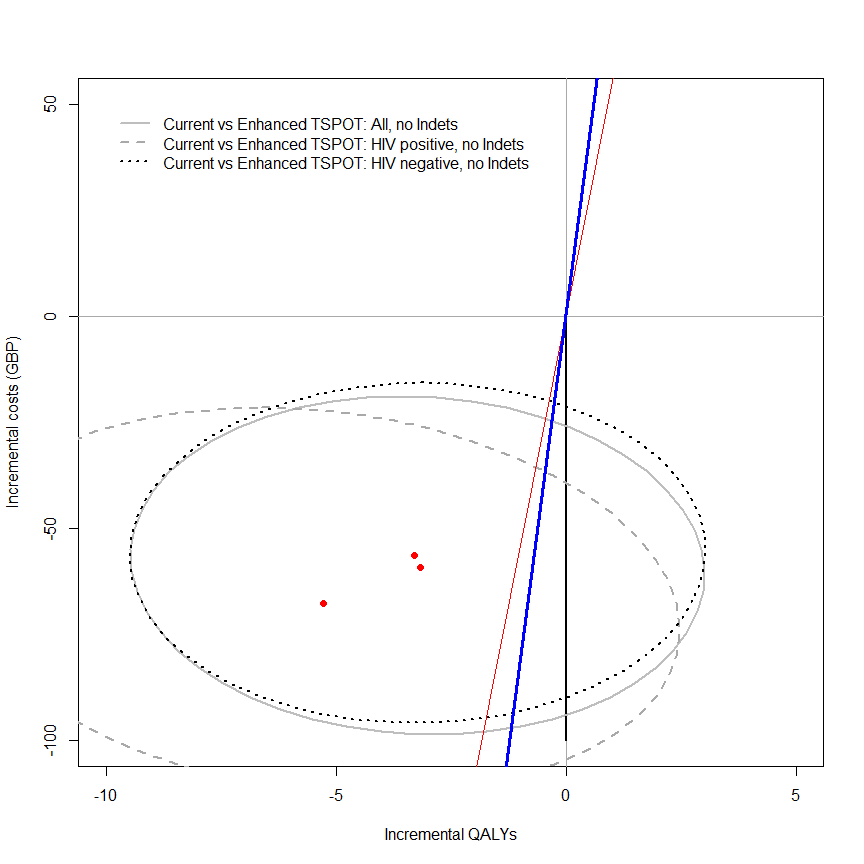 50
Current vs Enhanced TSPOT: All, no Indets
Current vs Enhanced TSPOT: HIV positive, no Indets
Current vs Enhanced TSPOT: HIV negative, no Indets
0
Incremental costs (GBP)
-50
-100
-10 -5 0 5
Incremental QALYs